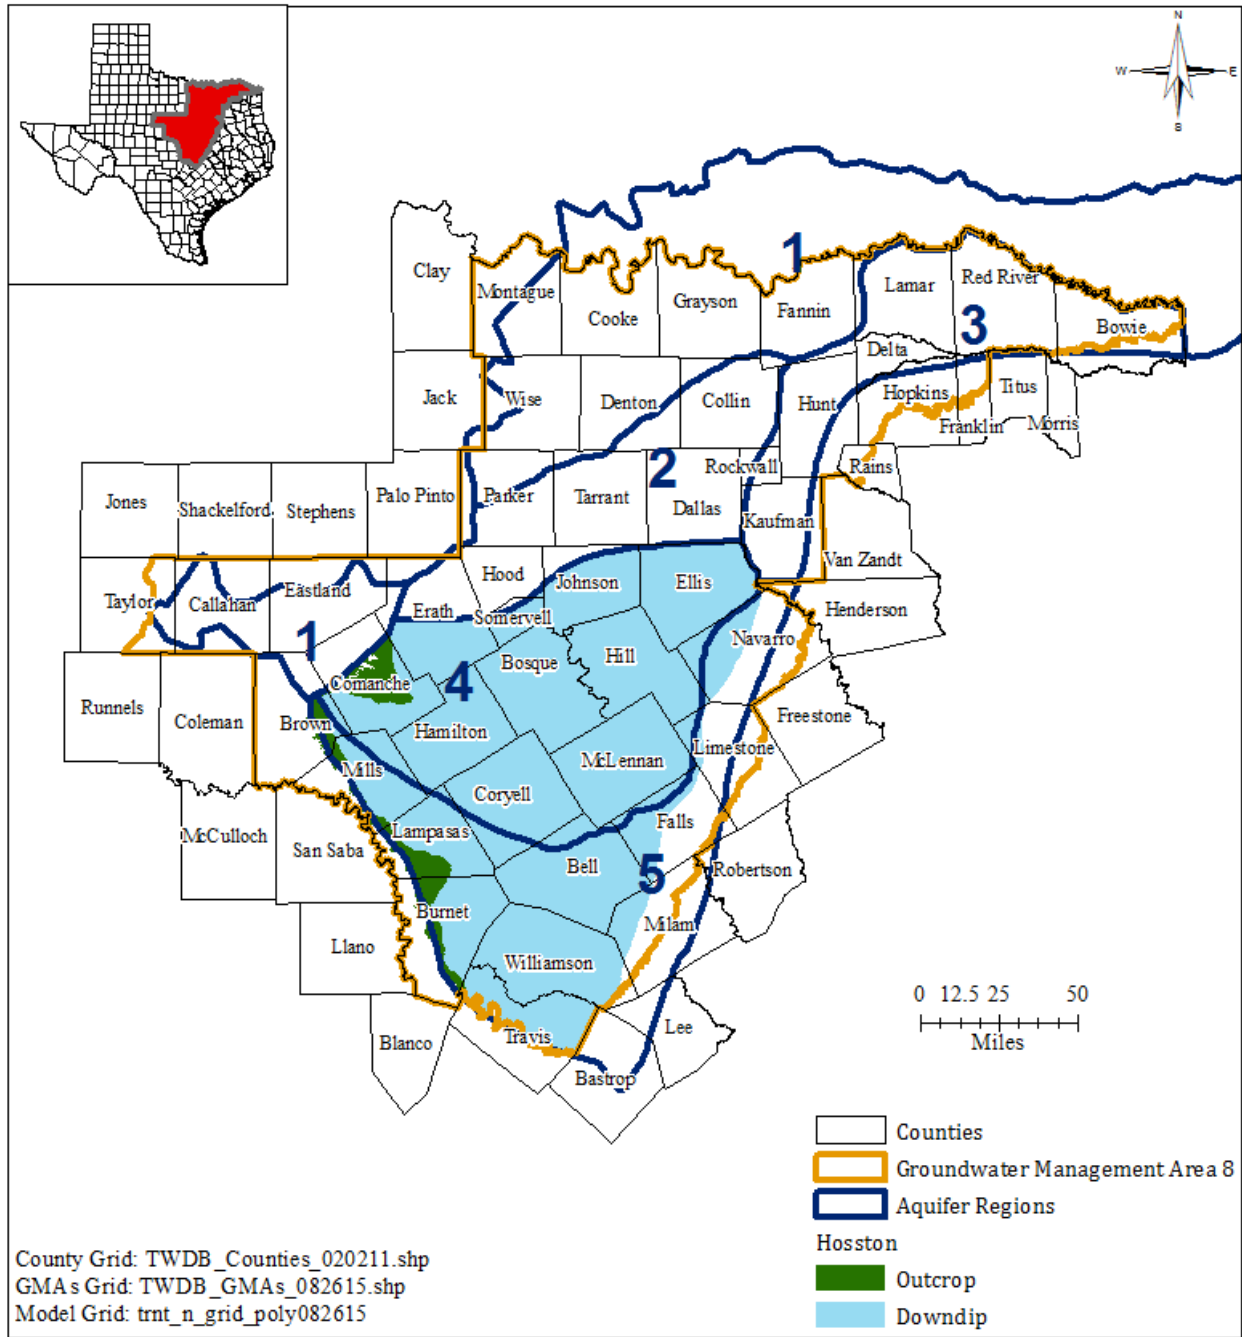 N
W E
S
1
Clay
Montague
Cooke
Grayson
Fannin
Lamar
Red River
3
Bowie
Delta
Jack
Wise
Denton
Collin
Hunt
Hopkins
Titus
Franklin
Morris
2
Rockwall
Rains
Jones
Shackelford
Stephens
Palo Pinto
Parker
Tarrant
Dallas
Kaufman
Van Zandt
Taylor
Callahan
Eastland
Erath
Hood
Somervell
Johnson
Ellis
Henderson
Navarro
1
Comanche
4
Bosque
Hill
Runnels
Coleman
Brown
Hamilton
Freestone
Limestone
McLennan
Mills
Coryell
McCulloch
San Saba
Lampasas
Falls
Bell
5
Robertson
Burnet
Milam
Llano
Williamson
Blanco
Travis
Lee
Bastrop
0 12.5 25 50
Miles
Counties
Groundwater Management Area 8
Aquifer Regions
Hosston
Outcrop
Downdip
County Grid: TWDB_Counties_020211.shp
GMAs Grid: TWDB_GMAs_082615.shp
Model Grid: trnt_n_grid_poly082615